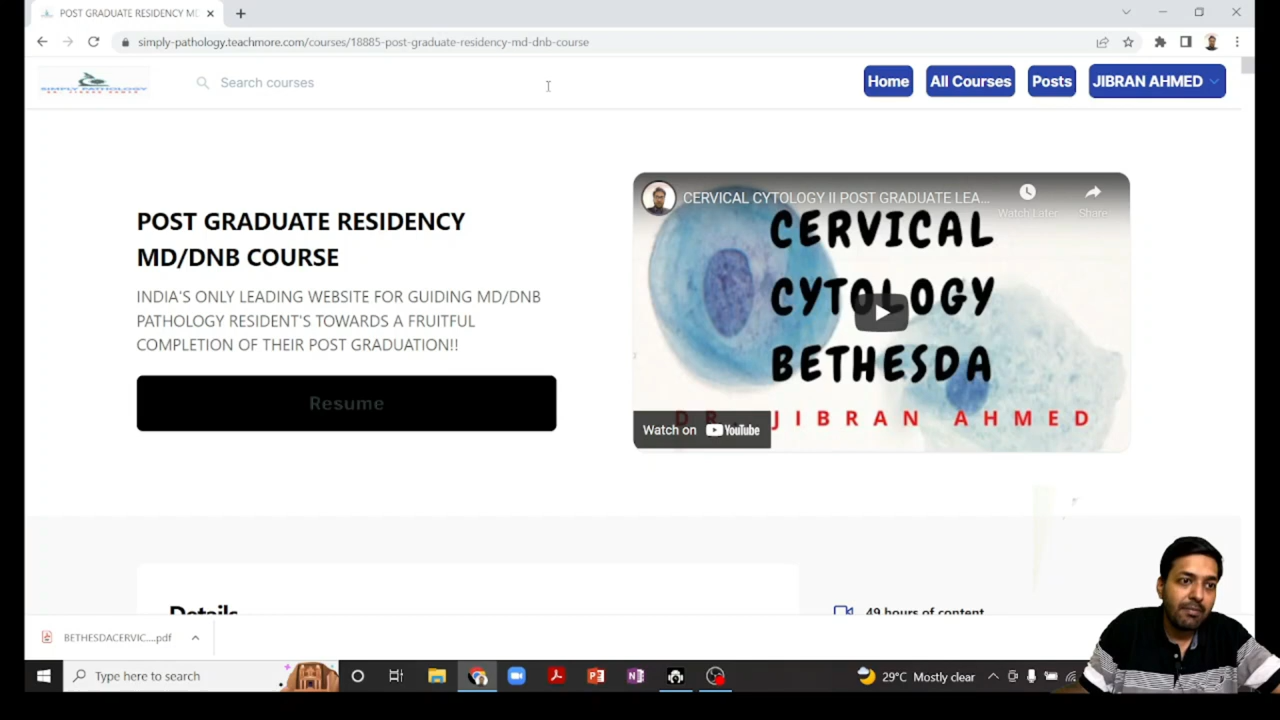 POST GRADUATE RESIDENCY MD
simply-pathology.teachmore.com/courses/18885-post-graduate-residency-md-dnb-course
SIMPLY PATHOLOGY
Search courses
Home
All Courses
Posts
JIBRAN AHMED
POST GRADUATE RESIDENCY
MD/DNB COURSE
INDIA'S ONLY LEADING WEBSITE FOR GUIDING MD/DNB
PATHOLOGY RESIDENT'S TOWARDS A FRUITFUL
COMPLETION OF THEIR POST GRADUATION!!
Resume
CERVICAL CYTOLOGY II POST GRADUATE LEA...
Watch Later
Share
CERVICAL
CYTOLOGY
BETHESDA
DR. JIBRAN AHMED
Watch on YouTube
Details
49 hours of content
BETHESDACERVIC....pdf
Type here to search
29°C Mostly clear